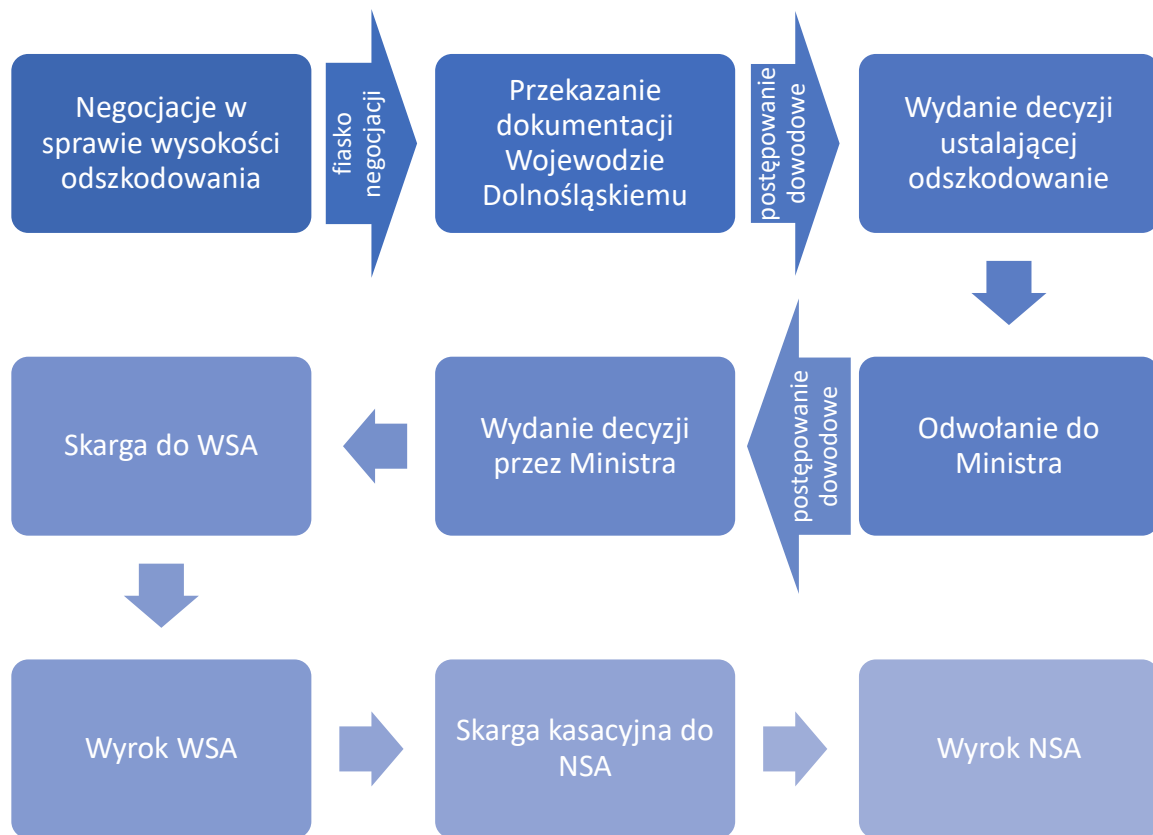 Negocjacje w
sprawie wysokości
odszkodowania
fiasko
negocjacji
Przekazanie
dokumentacji
Wojewodzie
Dolnośląskiemu
postępowanie
dowodowe
Wydanie decyzji
ustalającej
odszkodowanie
Odwołanie do
Ministra
postępowanie
dowodowe
Wydanie decyzji
przez Ministra
Skarga do WSA
Wyrok WSA
Skarga kasacyjna do
NSA
Wyrok NSA